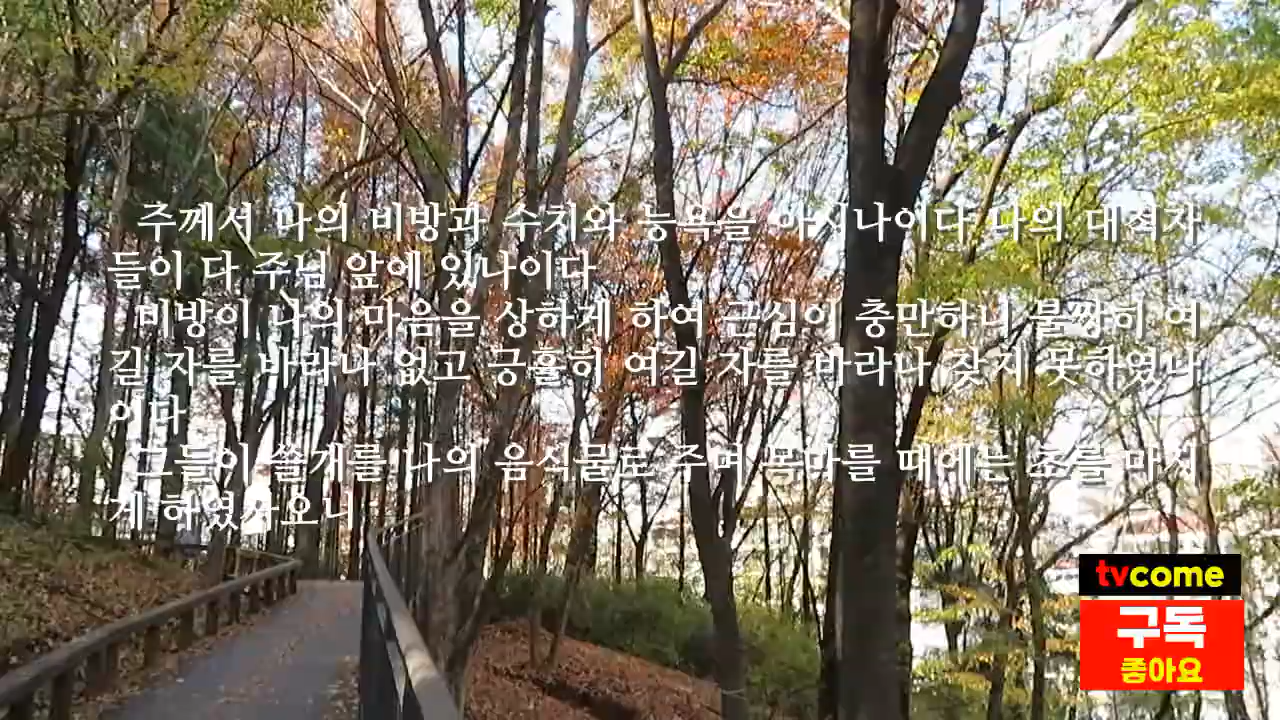 주께서 나의 비방과 수치와 능욕을 아시나이다 나의 대적자
들이 다 주님 앞에 있나이다
비방이 나의 마음을 상하게 하여 근심이 충만하니 불쌍히 여
길 자를 바라나 없고 긍휼히 여길 자를 바라나 찾지 못하였나
이다
그들이 쓸개를 나의 음식물로 주며 목마를 때에는 초를 마시
게 하였사오니
tvcome
구독
좋아요